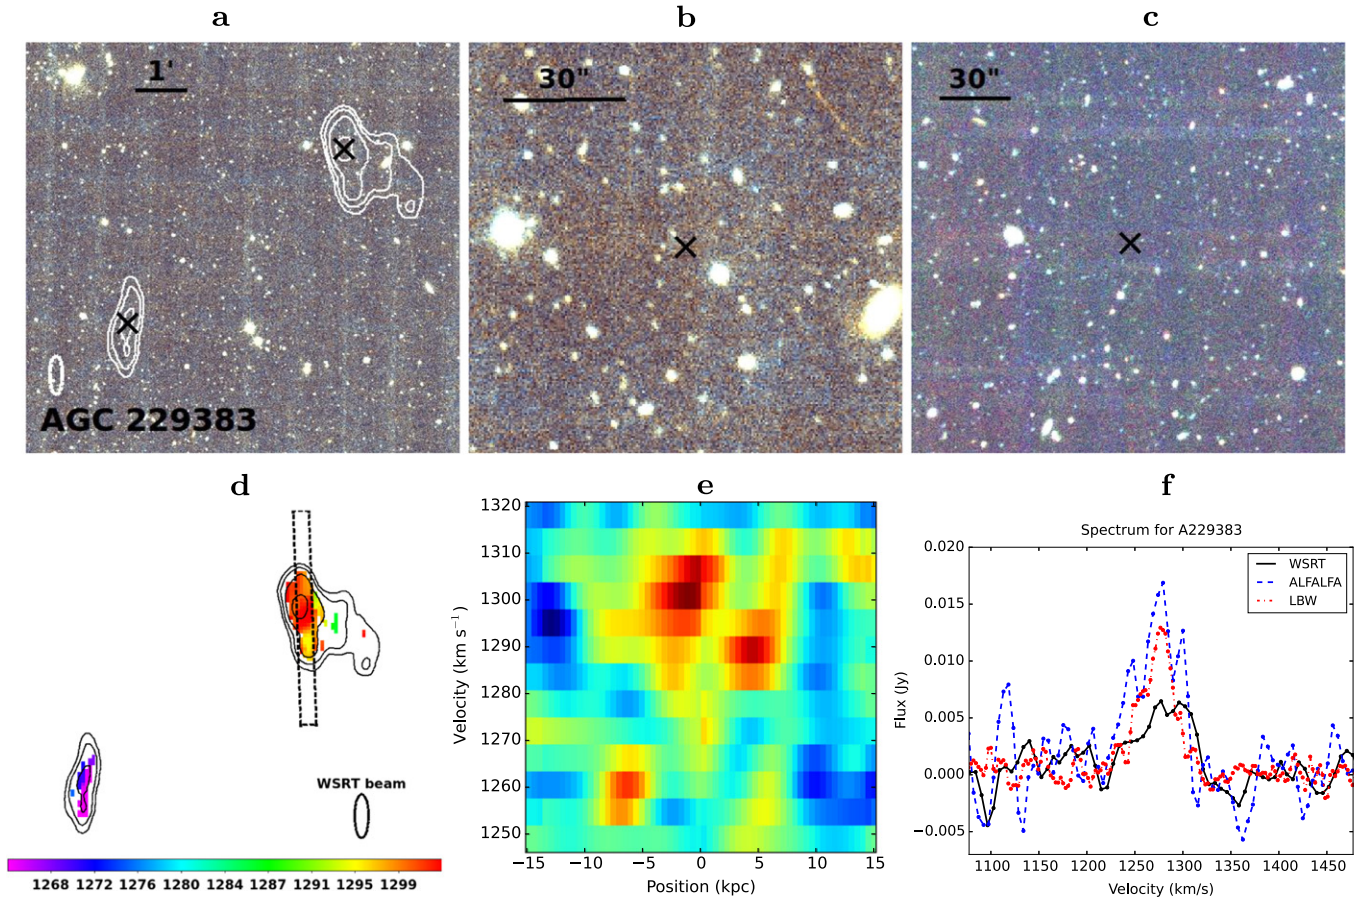 a b c
1' 30" 30"
AGC 229383
d e f
WSRT beam
1268 1272 1276 1280 1284 1287 1291 1295 1299
1320
1310
1300
1290
1280
1270
1260
1250
Velocity (km s⁻¹)
−15 −10 −5 0 5 10 15
Position (kpc)
Spectrum for A229383
WSRT
ALFALFA
LBW
0.020
0.015
0.010
0.005
0.000
−0.005
Flux (Jy)
1100 1150 1200 1250 1300 1350 1400 1450
Velocity (km/s)